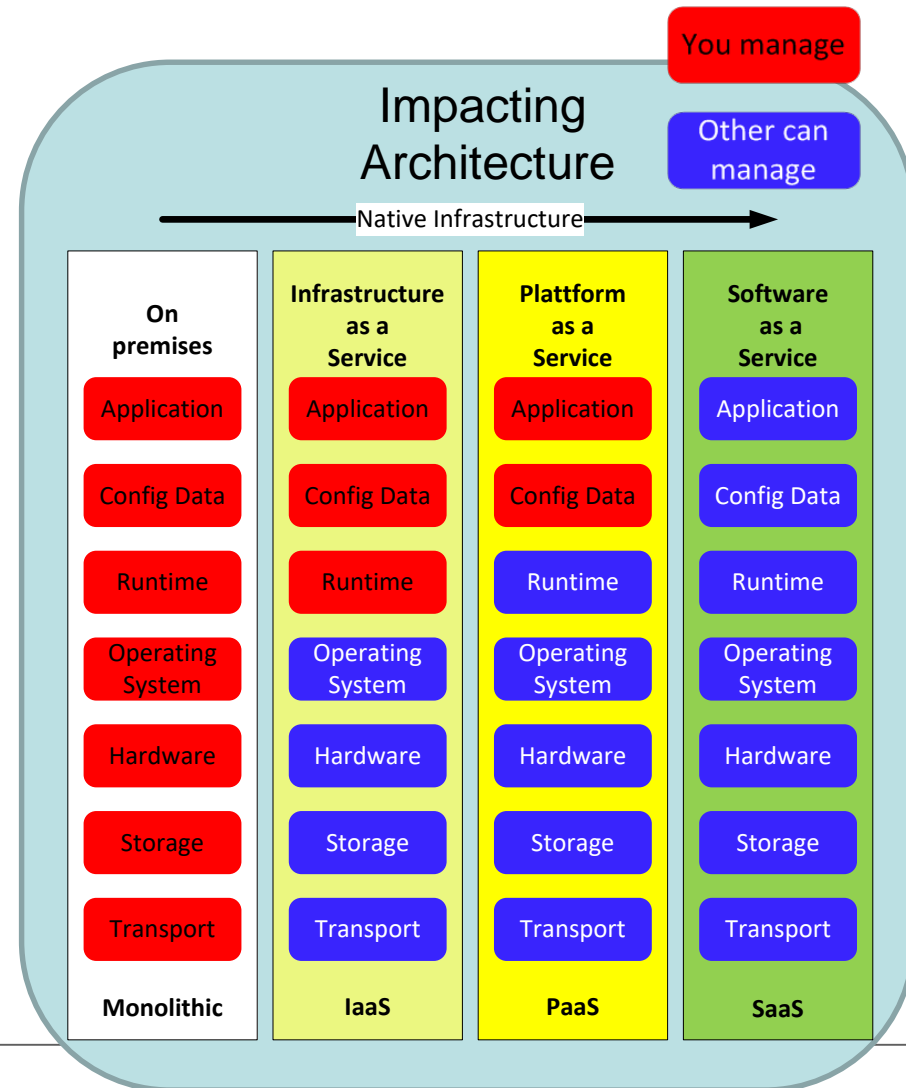 You manage
Impacting
Architecture
Other can
manage
Native Infrastructure
On
premises
Application
Config Data
Runtime
Operating
System
Hardware
Storage
Transport
Monolithic
Infrastructure
as a
Service
Application
Config Data
Runtime
Operating
System
Hardware
Storage
Transport
IaaS
Plattform
as a
Service
Application
Config Data
Runtime
Operating
System
Hardware
Storage
Transport
PaaS
Software
as a
Service
Application
Config Data
Runtime
Operating
System
Hardware
Storage
Transport
SaaS